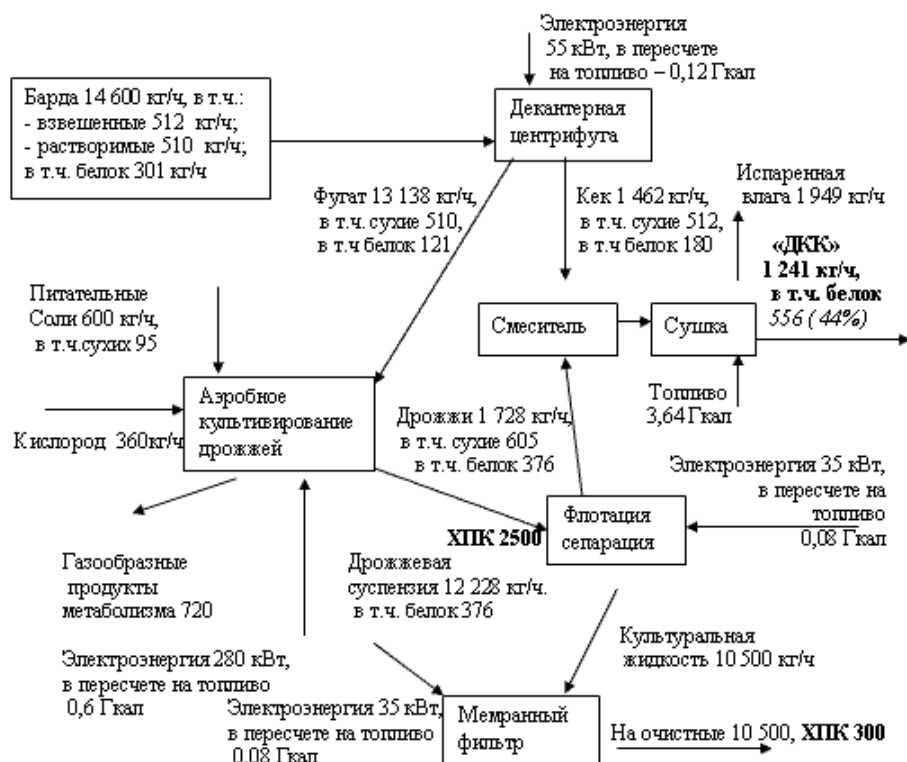 Электроэнергия
55 кВт, в пересчете
на топливо – 0,12 Гкал
Барда 14 600 кг/ч, в т.ч.:
- взвешенные 512 кг/ч;
- растворимые 510 кг/ч;
в т.ч. белок 301 кг/ч
Декантерная
центрифуга
Фугат 13 138 кг/ч,
в т.ч. сухие 510,
в т.ч белок 121
Кек 1 462 кг/ч,
в т.ч. сухие 512,
в т.ч. белок 180
Испаренная
влага 1 949 кг/ч
«ДКК»
1 241 кг/ч,
в т.ч. белок
556 ( 44%)
Питательные
Соли 600 кг/ч,
в т.ч.сухих 95
Смеситель
Сушка
Топливо
3,64 Гкал
Аэробное
культивирование
дрожжей
Кислород 360кг/ч
Дрожжи 1 728 кг/ч,
в т.ч. сухие 605
в т.ч. белок 376
Электроэнергия 35 кВт,
в пересчете на
топливо
0,08 Гкал
Флотация
сепарация
ХПК 2500
Газообразные
продукты
метаболизма 720
Дрожжевая
суспензия 12 228 кг/ч.
в т.ч. белок 376
Культуральная
жидкость 10 500 кг/ч
Электроэнергия 280 кВт,
в пересчете на топливо
0,6 Гкал
Электроэнергия 35 кВт,
в пересчете на топливо
0,08 Гкал
Мемранный
фильтр
На очистные 10 500, ХПК 300